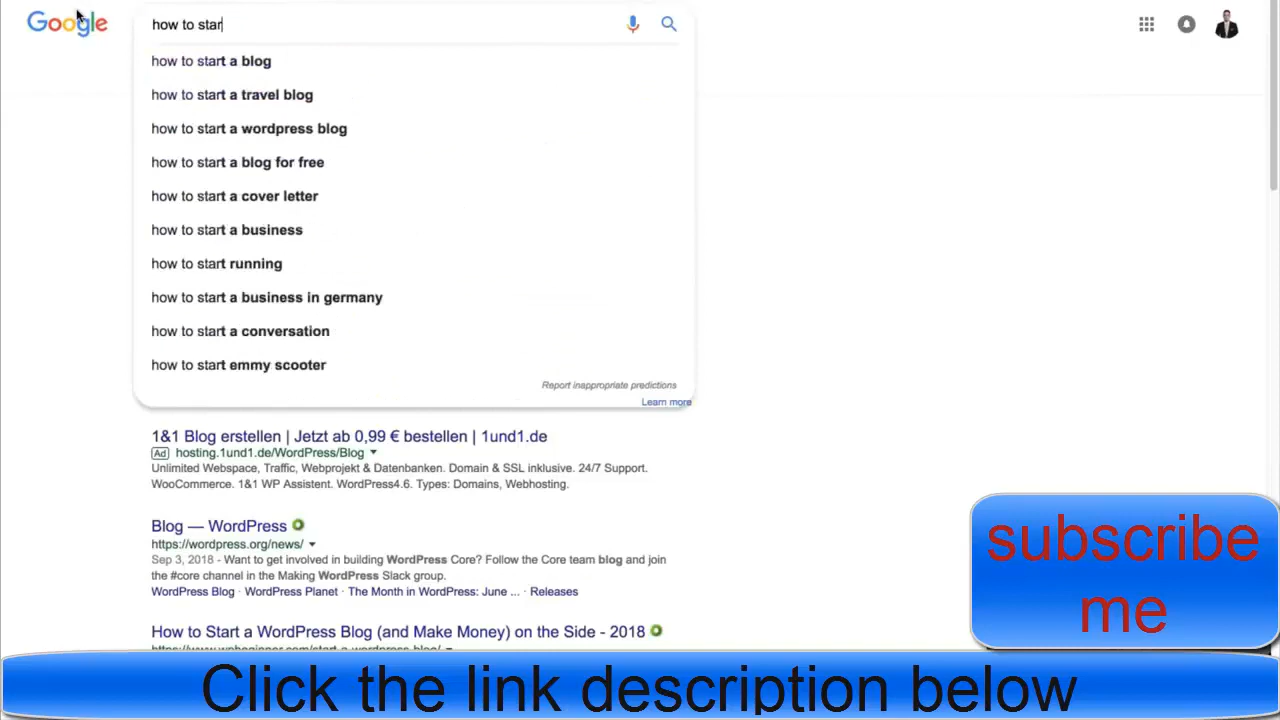 Google
how to star
how to start a blog
how to start a travel blog
how to start a wordpress blog
how to start a blog for free
how to start a cover letter
how to start a business
how to start running
how to start a business in germany
how to start a conversation
how to start emmy scooter
Report inappropriate predictions
Learn more
1&1 Blog erstellen | Jetzt ab 0,99 € bestellen | 1und1.de
Ad hosting.1und1.de/WordPress/Blog
Unlimited Webspace, Traffic, Webprojekt & Datenbanken. Domain & SSL inklusive. 24/7 Support.
WooCommerce. 1&1 WP Assistent. WordPress4.6. Types: Domains, Webhosting.
Blog — WordPress
https://wordpress.org/news/
Sep 3, 2018 - Want to get involved in building WordPress Core? Follow the Core team blog and join
the #core channel in the Making WordPress Slack group.
WordPress Blog · WordPress Planet · The Month in WordPress: June ... · Releases
How to Start a WordPress Blog (and Make Money) on the Side - 2018
https://www.wpbeginner.com/start-a-wordpress-blog/
subscribe
me
Click the link description below